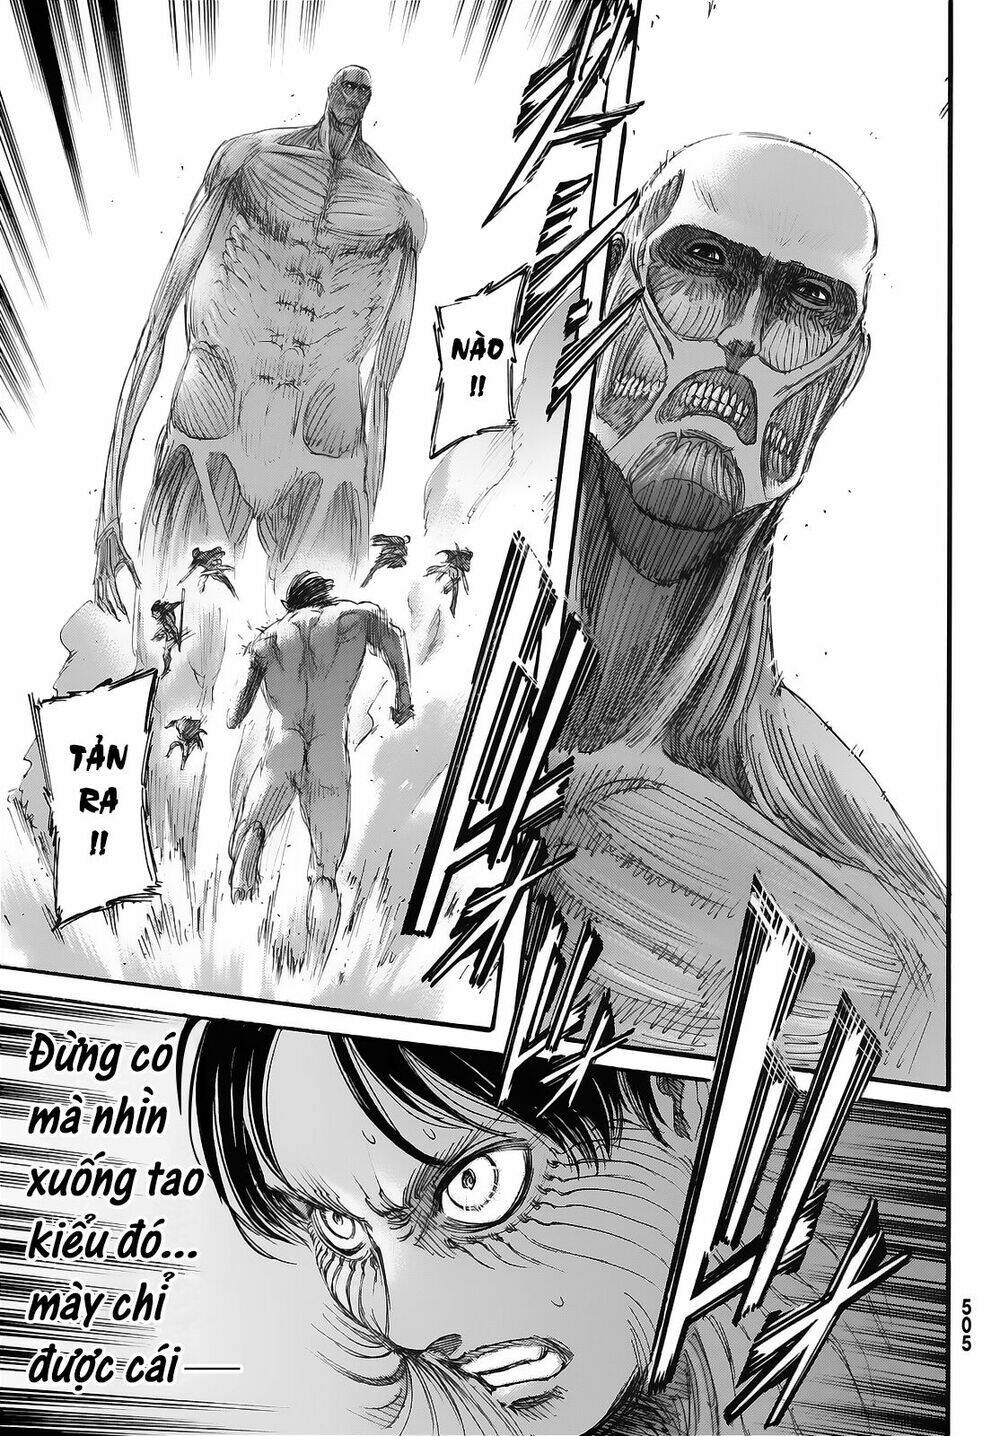 NÀO
!!
TẢN
RA
!!
Đừng có
mà nhìn
xuống tao
kiểu đó...
mày chỉ
được cái —
505